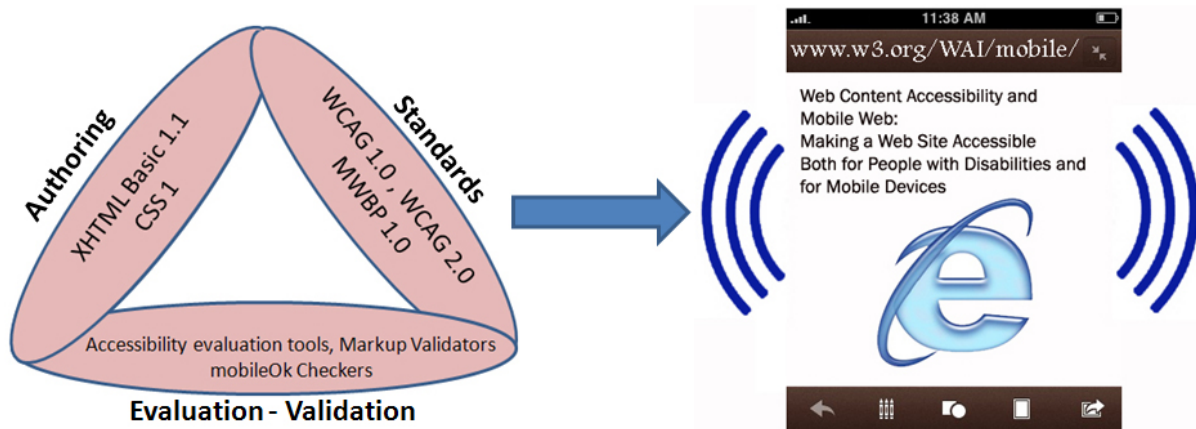 Authoring
XHTML Basic 1.1
CSS 1
Standards
WCAG 1.0 , WCAG 2.0
MWBP 1.0
Accessibility evaluation tools, Markup Validators
mobileOk Checkers
Evaluation - Validation
11:38 AM
www.w3.org/WAI/mobile/
Web Content Accessibility and
Mobile Web:
Making a Web Site Accessible
Both for People with Disabilities and
for Mobile Devices